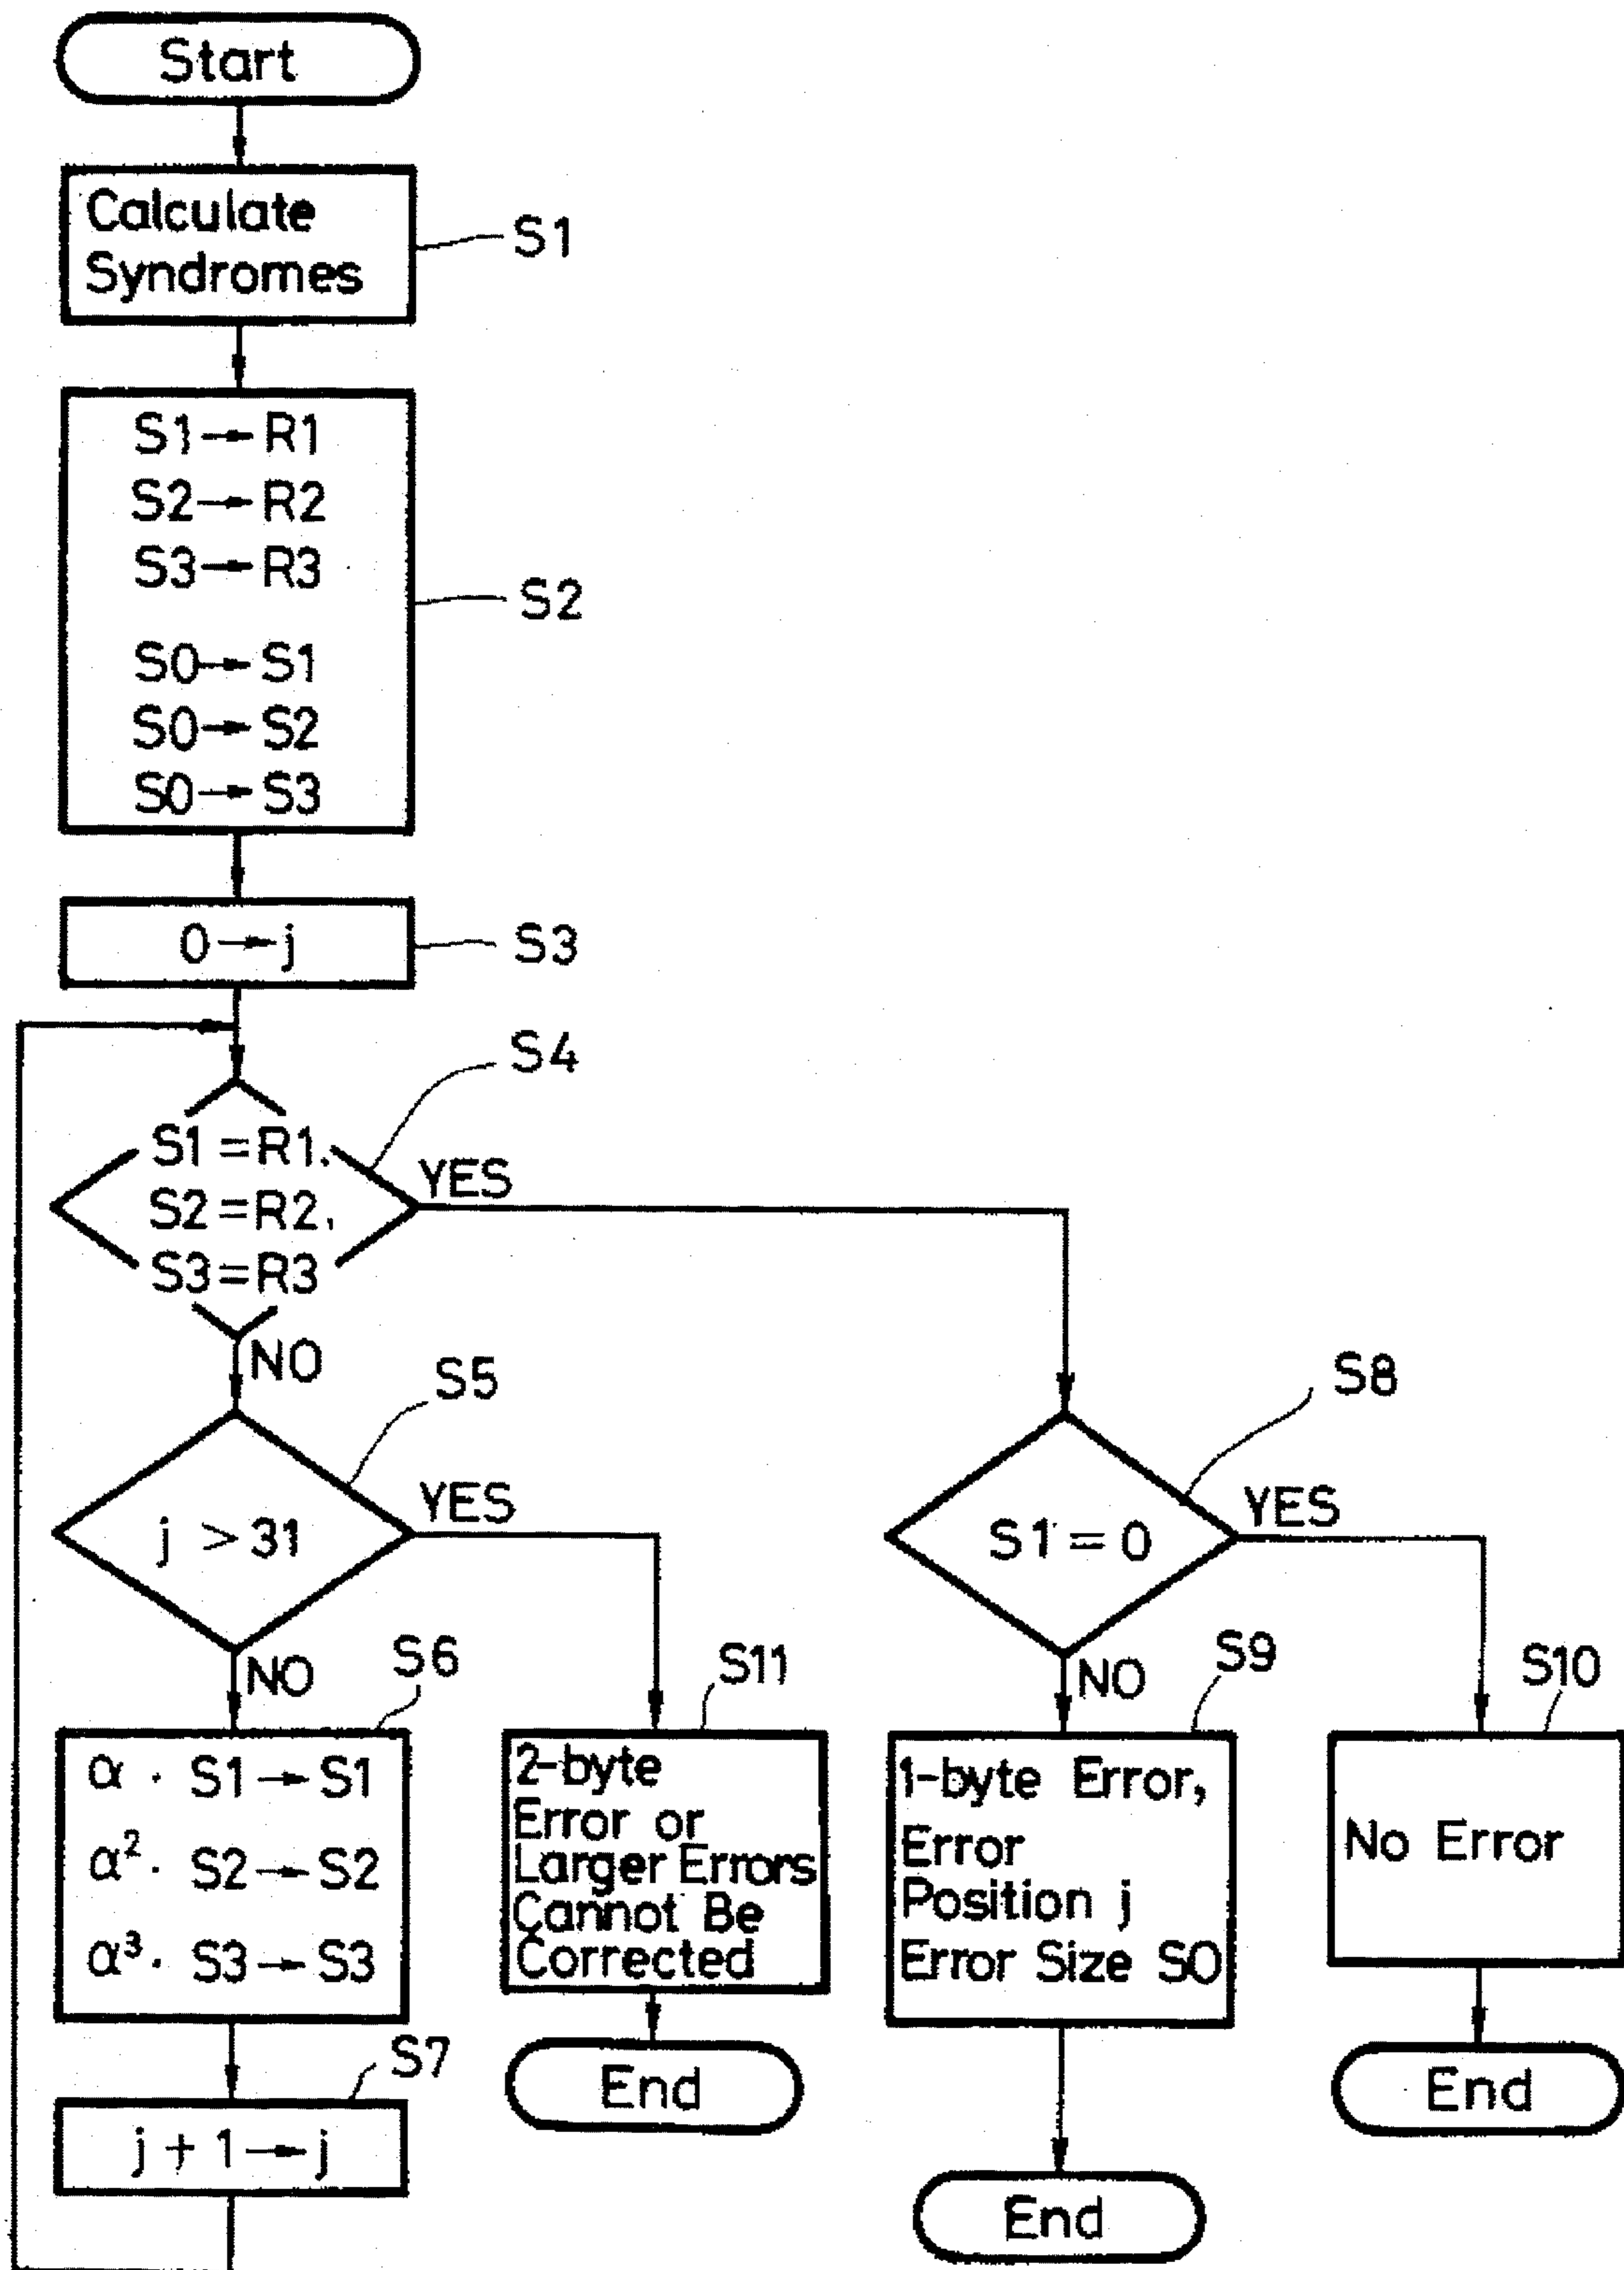 Start
Calculate
Syndromes
S1
S1→R1
S2→R2
S3→R3
S0→S1
S0→S2
S0→S3
S2
0→j
S3
S4
S1=R1,
S2=R2,
S3=R3
YES
NO
S5
j >31
YES
NO
S8
S1=0
YES
NO
S6
α · S1→S1
α²· S2→S2
α³· S3→S3
S11
2-byte
Error or
Larger Errors
Cannot Be
Corrected
End
S9
1-byte Error,
Error
Position j
Error Size S0
End
S10
No Error
End
S7
j + 1→j